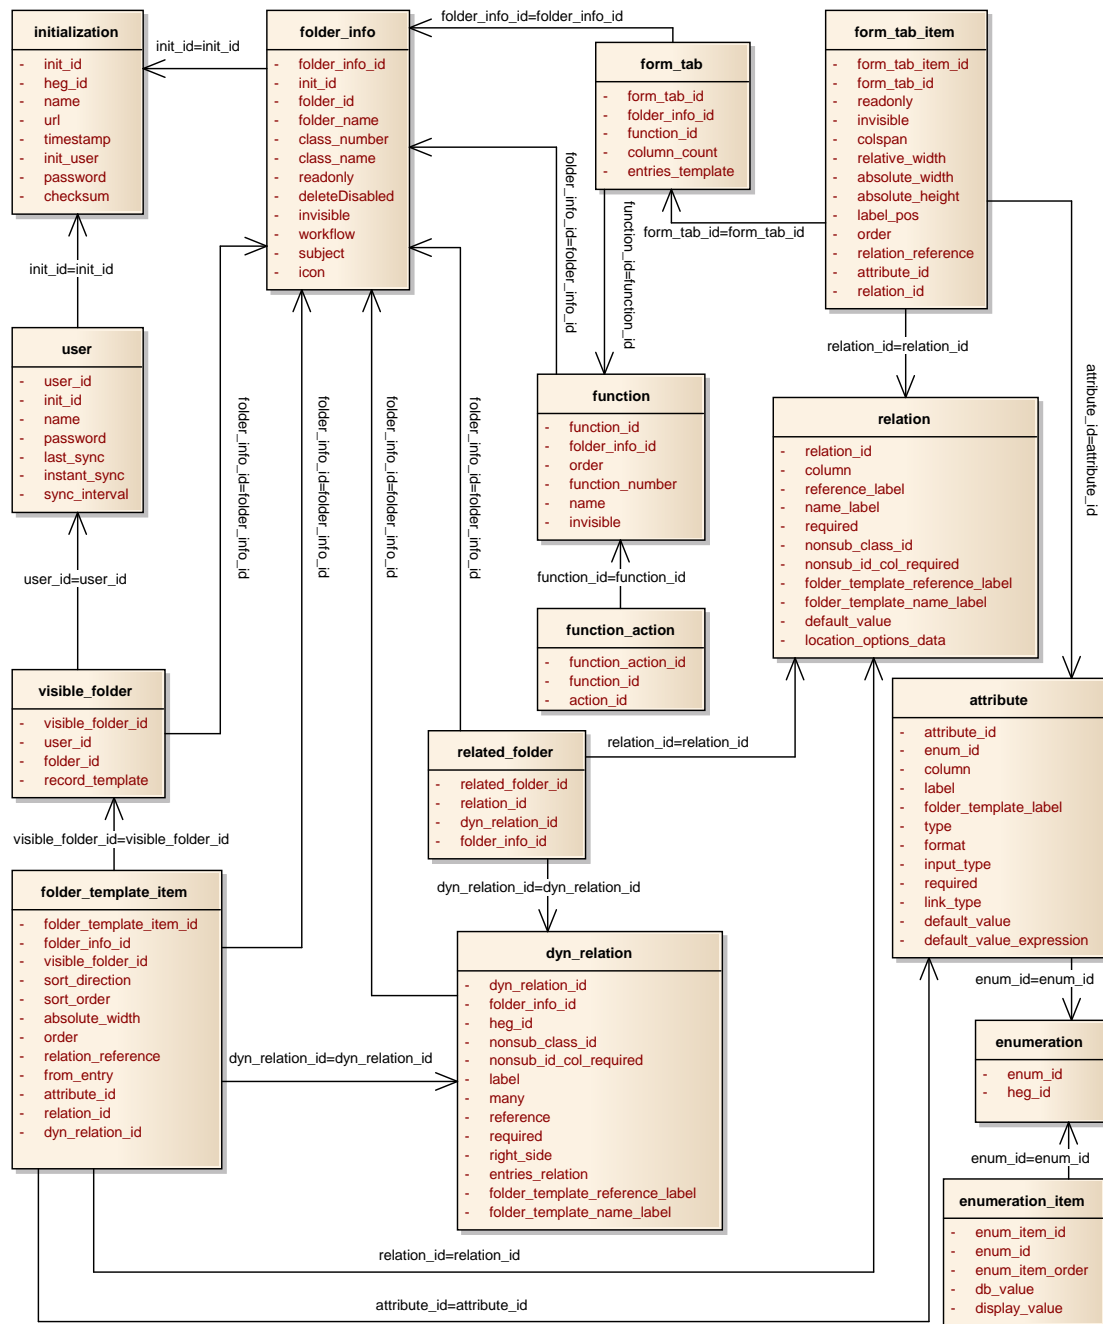 initialization
- init_id
- heg_id
- name
- url
- timestamp
- init_user
- password
- checksum
init_id=init_id
folder_info
- folder_info_id
- init_id
- folder_id
- folder_name
- class_number
- class_name
- readonly
- deleteDisabled
- invisible
- workflow
- subject
- icon
folder_info_id=folder_info_id
form_tab
- form_tab_id
- folder_info_id
- function_id
- column_count
- entries_template
form_tab_item
- form_tab_item_id
- form_tab_id
- readonly
- invisible
- colspan
- relative_width
- absolute_width
- absolute_height
- label_pos
- order
- relation_reference
- attribute_id
- relation_id
form_tab_id=form_tab_id
folder_info_id=folder_info_id
function_id=function_id
init_id=init_id
user
- user_id
- init_id
- name
- password
- last_sync
- instant_sync
- sync_interval
folder_info_id=folder_info_id
folder_info_id=folder_info_id
folder_info_id=folder_info_id
folder_info_id=folder_info_id
function
- function_id
- folder_info_id
- order
- function_number
- name
- invisible
relation_id=relation_id
attribute_id=attribute_id
relation
- relation_id
- column
- reference_label
- name_label
- required
- nonsub_class_id
- nonsub_id_col_required
- folder_template_reference_label
- folder_template_name_label
- default_value
- location_options_data
user_id=user_id
function_id=function_id
function_action
- function_action_id
- function_id
- action_id
visible_folder
- visible_folder_id
- user_id
- folder_id
- record_template
related_folder
- related_folder_id
- relation_id
- dyn_relation_id
- folder_info_id
relation_id=relation_id
attribute
- attribute_id
- enum_id
- column
- label
- folder_template_label
- type
- format
- input_type
- required
- link_type
- default_value
- default_value_expression
visible_folder_id=visible_folder_id
dyn_relation_id=dyn_relation_id
folder_template_item
- folder_template_item_id
- folder_info_id
- visible_folder_id
- sort_direction
- sort_order
- absolute_width
- order
- relation_reference
- from_entry
- attribute_id
- relation_id
- dyn_relation_id
dyn_relation_id=dyn_relation_id
dyn_relation
- dyn_relation_id
- folder_info_id
- heg_id
- nonsub_class_id
- nonsub_id_col_required
- label
- many
- reference
- required
- right_side
- entries_relation
- folder_template_reference_label
- folder_template_name_label
enum_id=enum_id
enumeration
- enum_id
- heg_id
enum_id=enum_id
enumeration_item
- enum_item_id
- enum_id
- enum_item_order
- db_value
- display_value
relation_id=relation_id
attribute_id=attribute_id